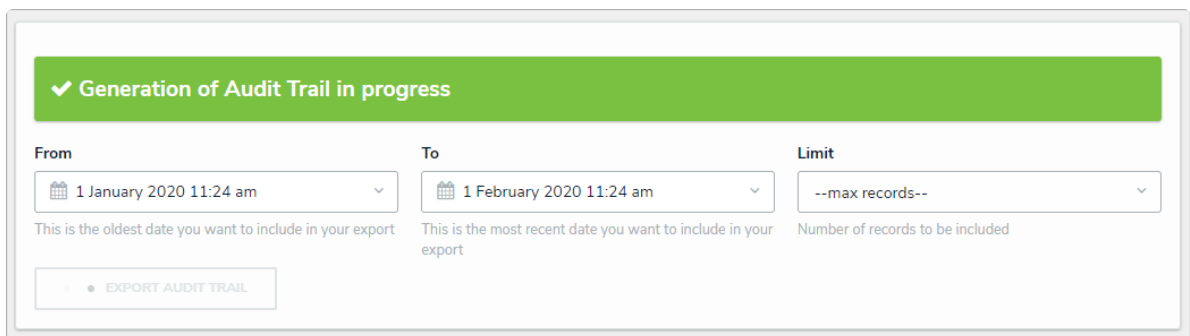 Generation of Audit Trail in progress
From
To
Limit
1 January 2020 11:24 am
1 February 2020 11:24 am
--max records--
This is the oldest date you want to include in your export
This is the most recent date you want to include in your
export
Number of records to be included
EXPORT AUDIT TRAIL